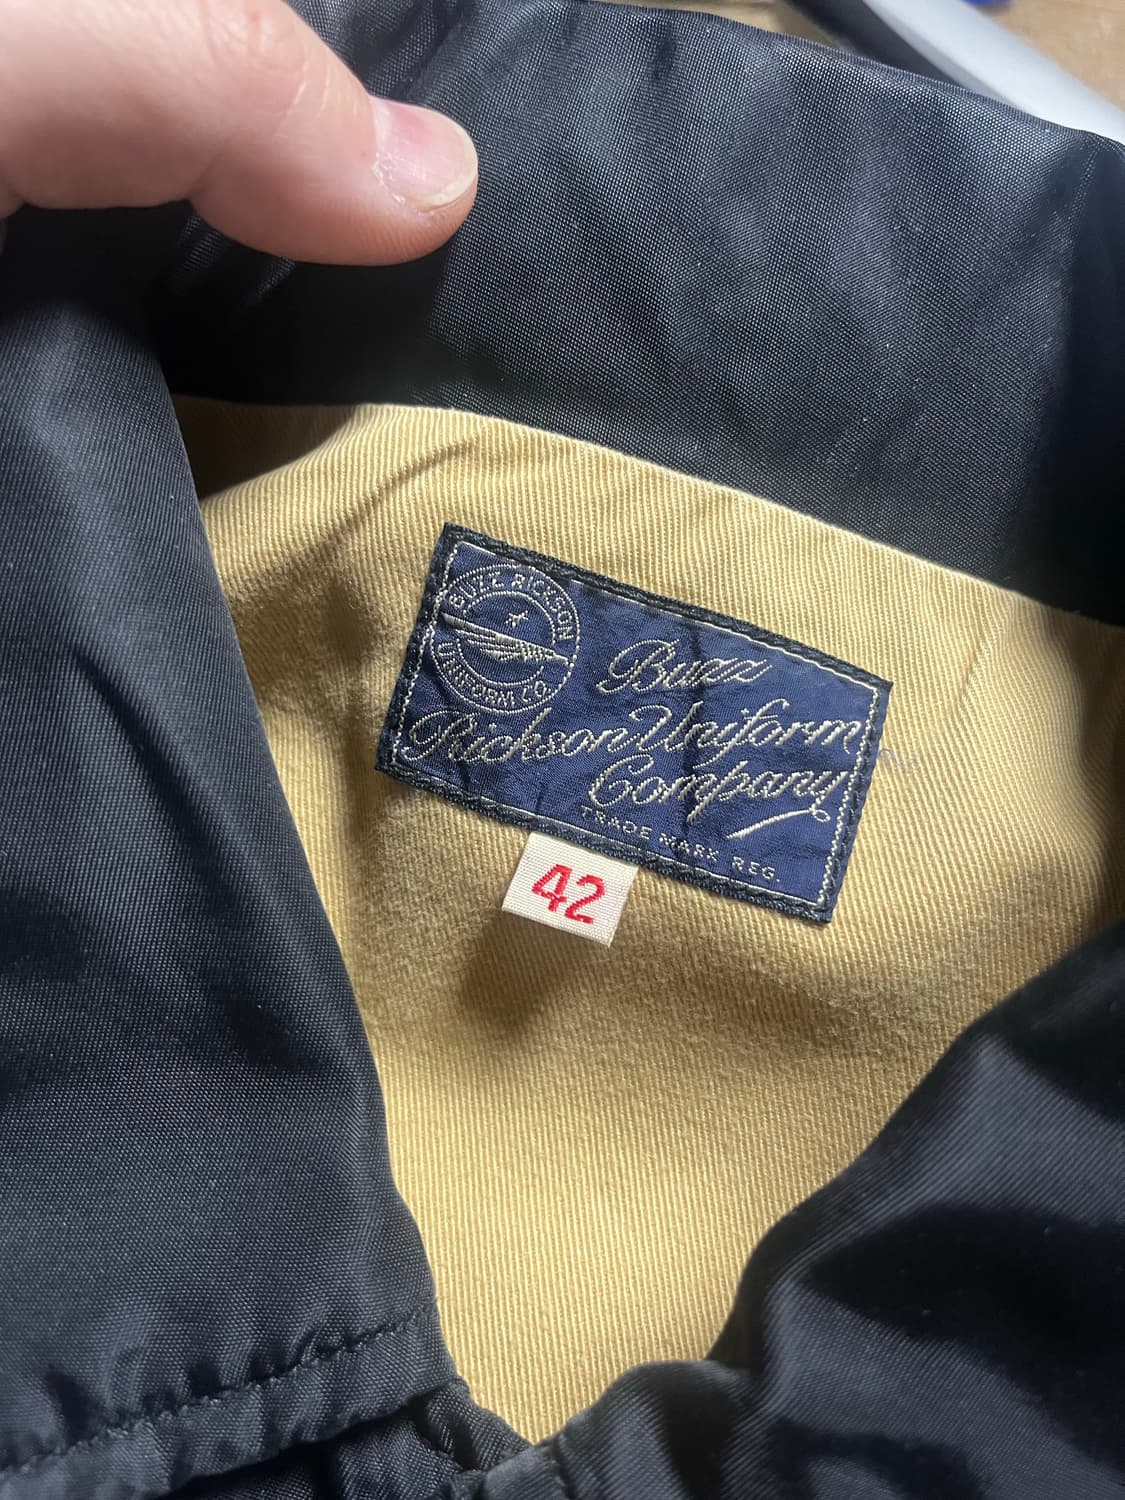 BUZZ RICKSON
UNIFORM CO.
Buzz
Rickson Uniform
Company
TRADE MARK REG.
42